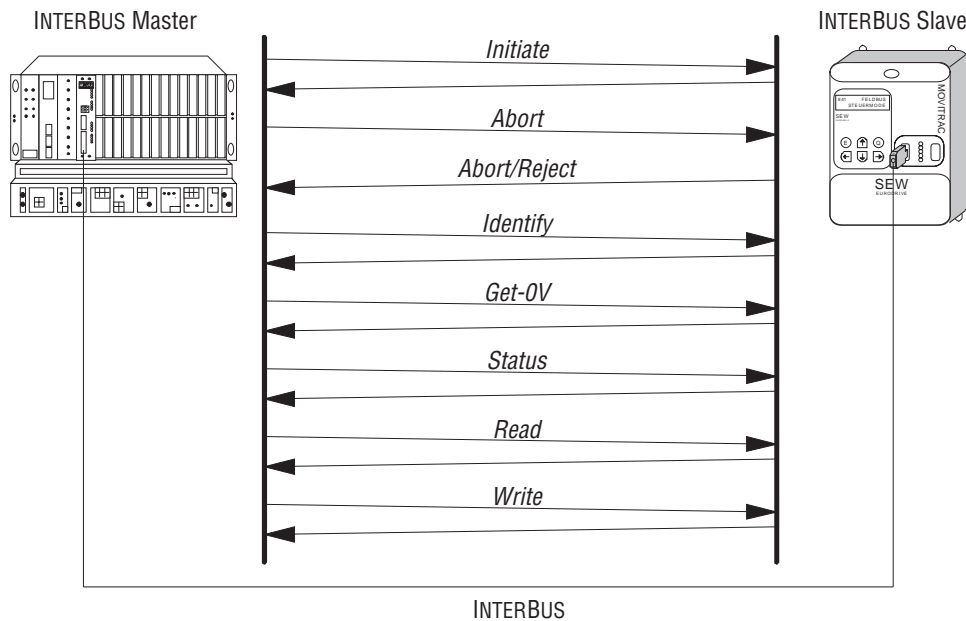 INTERBUS Master
INTERBUS Slave
Initiate
Abort
Abort/Reject
Identify
Get-OV
Status
Read
Write
FELDBUS
STEUERMODE
SEW
MOVITRAC
E
Q
SEW
EURODRIVE
INTERBUS